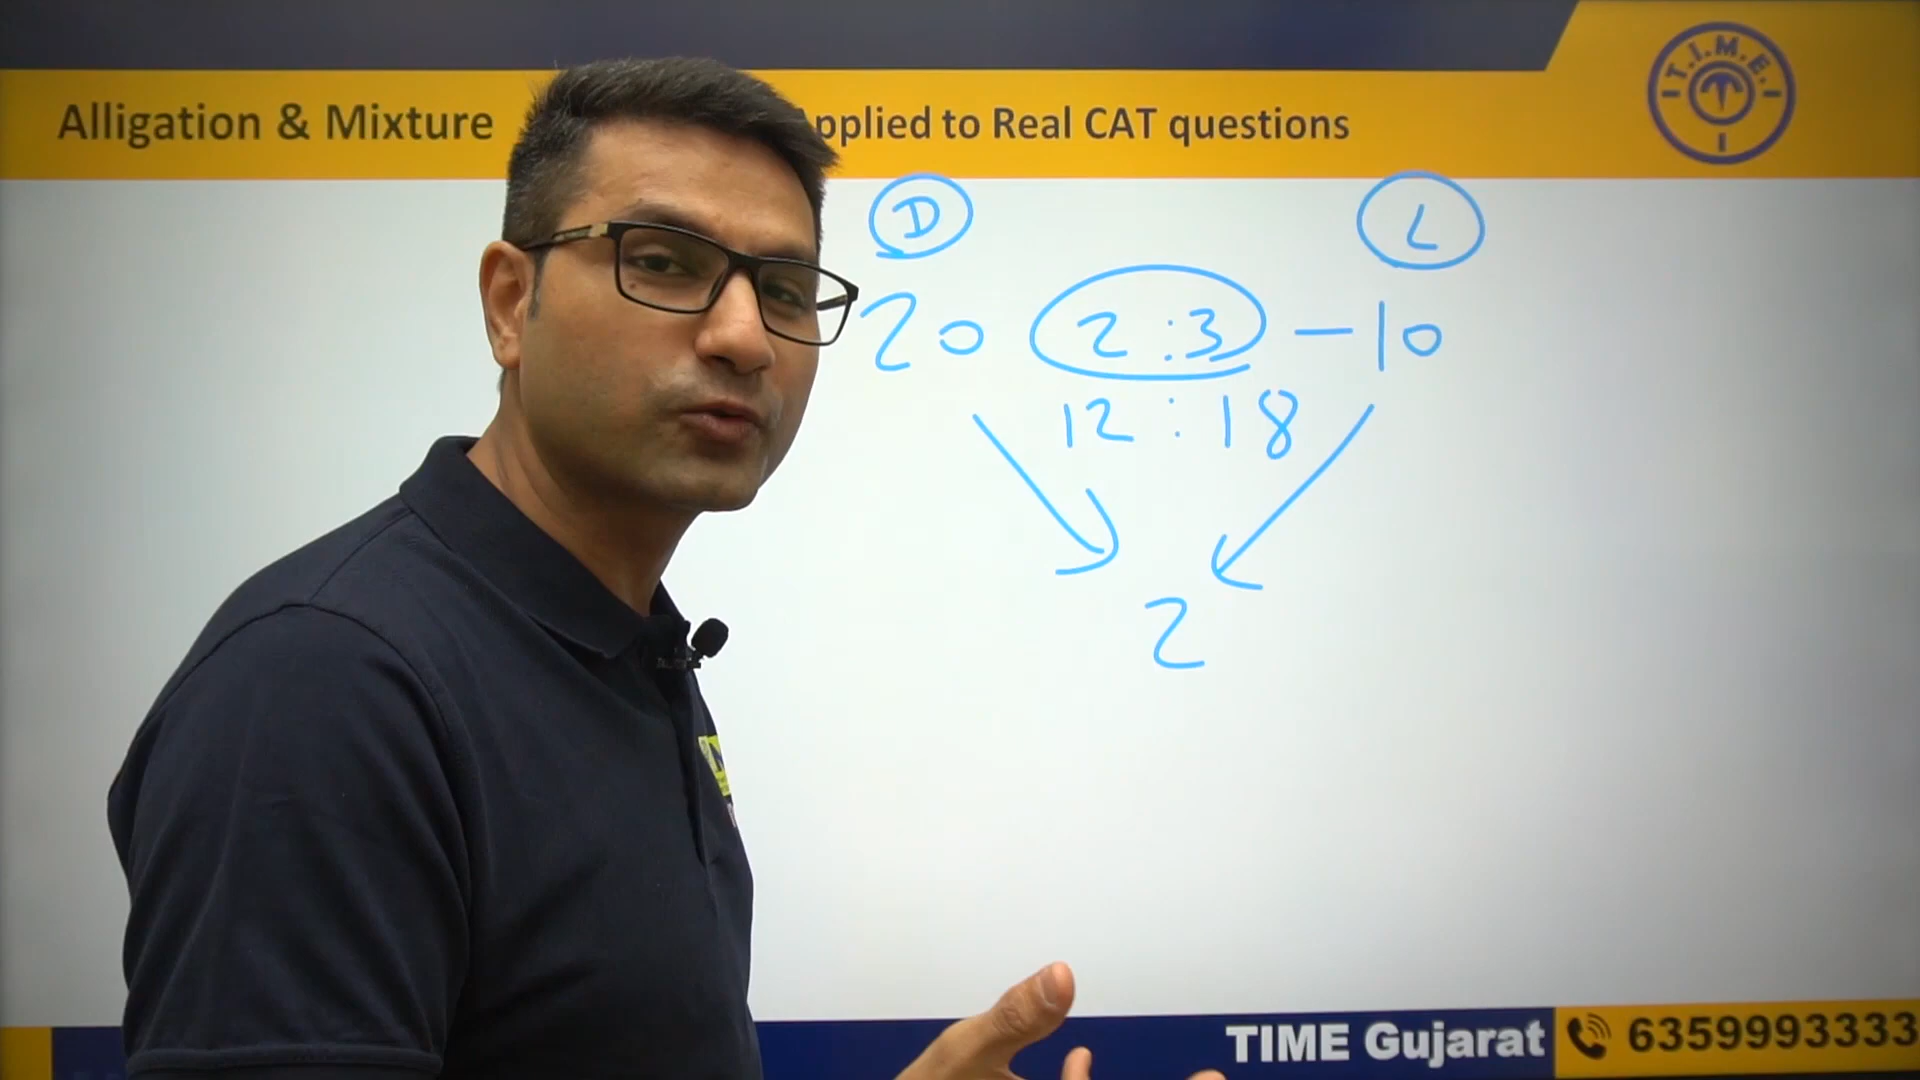 Alligation & Mixture
pplied to Real CAT questions
T.I.M.E.
D
L
20 2:3 -10
12 : 18
2
TIME Gujarat
6359993333